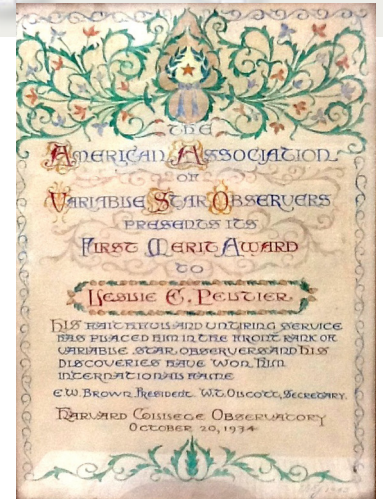 THE
AMERICAN ASSOCIATION
OF
VARIABLE STAR OBSERVERS
PRESENTS ITS
FIRST MERIT AWARD
TO
LESLIE C. PELTIER
HIS FAITHFUL AND UNTIRING SERVICE
HAS PLACED HIM IN THE FRONT RANK OF
VARIABLE STAR OBSERVERS AND HIS
DISCOVERIES HAVE WON HIM
INTERNATIONAL FAME
E.W. BROWN, PRESIDENT W.T. OLCOTT, SECRETARY.
HARVARD COLLEGE OBSERVATORY
OCTOBER 20, 1934